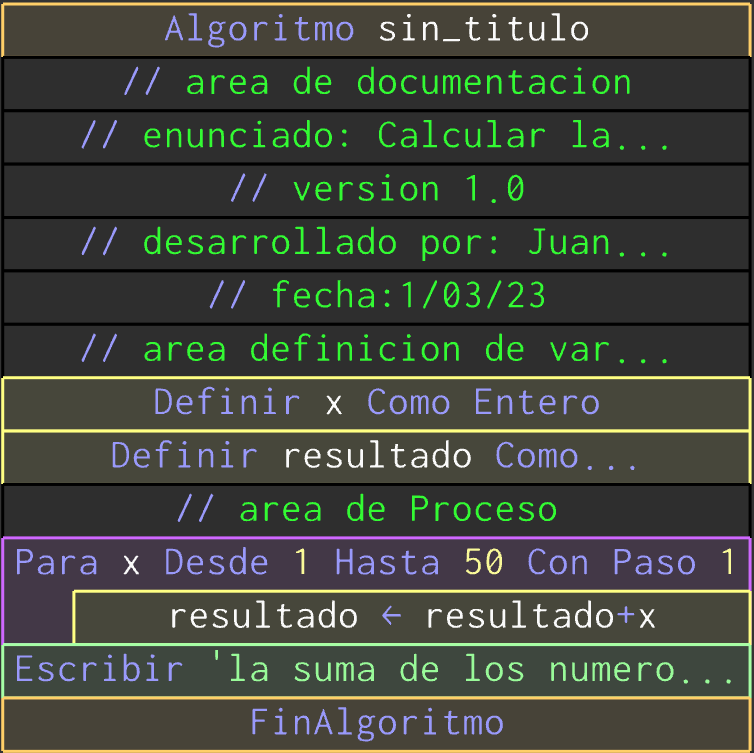 Algoritmo sin_titulo
// area de documentacion
// enunciado: Calcular la...
// version 1.0
// desarrollado por: Juan...
// fecha:1/03/23
// area definicion de var...
Definir x Como Entero
Definir resultado Como...
// area de Proceso
Para x Desde 1 Hasta 50 Con Paso 1
resultado ← resultado+x
Escribir 'la suma de los numero...
FinAlgoritmo